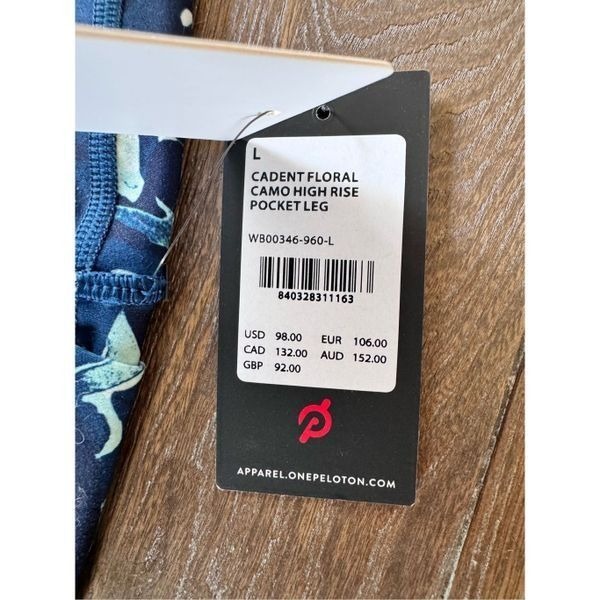 L
CADENT FLORAL
CAMO HIGH RISE
POCKET LEG
WB00346-960-L
840328311163
USD 98.00 EUR 106.00
CAD 132.00 AUD 152.00
GBP 92.00
APPAREL.ONEPELOTON.COM